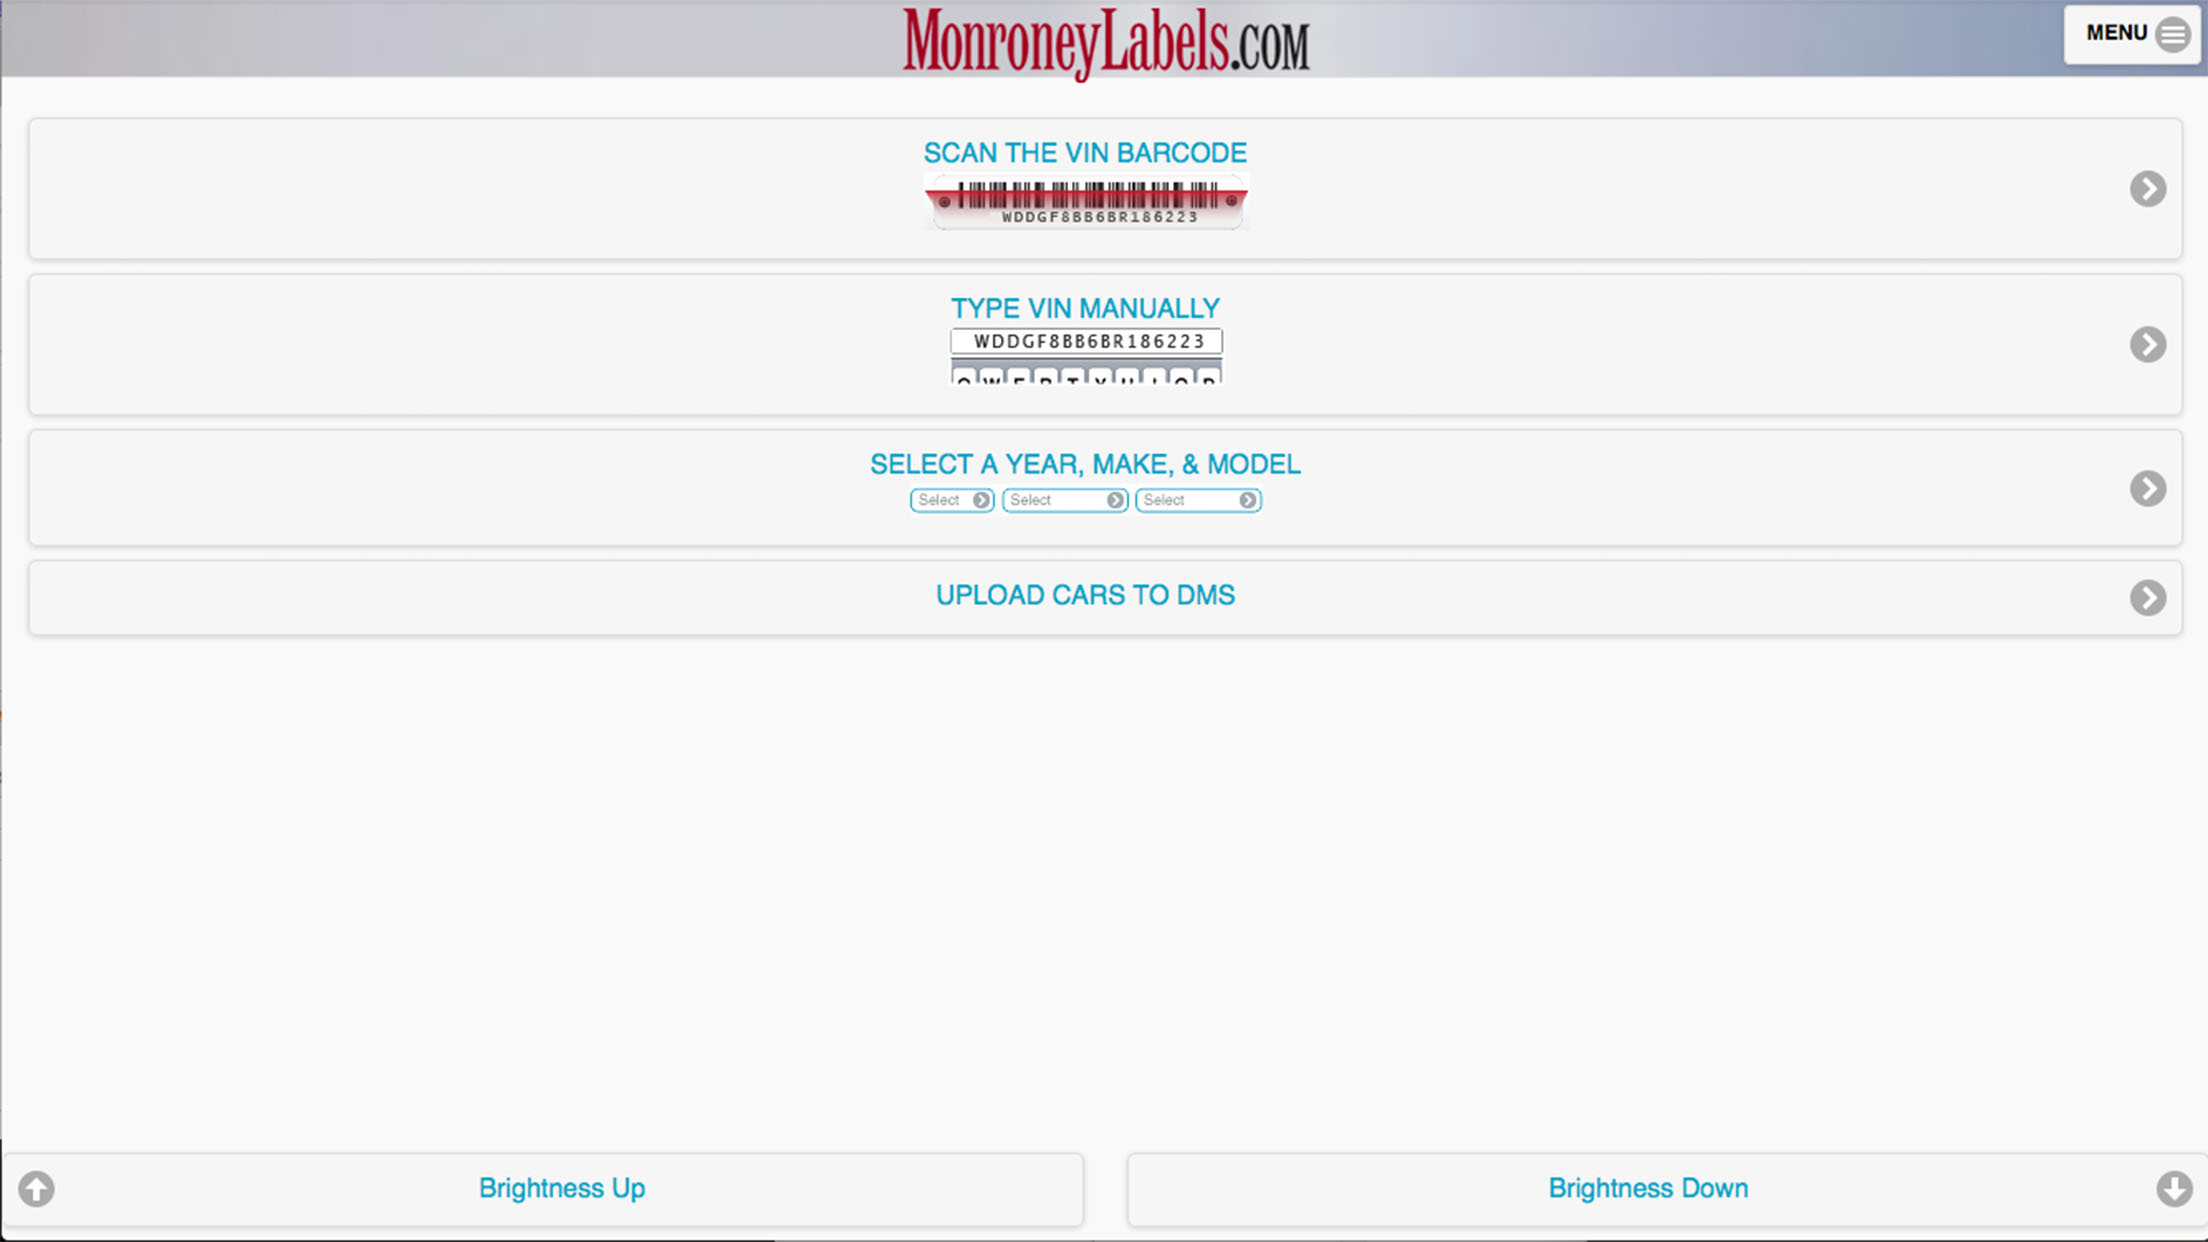 MonroneyLabels.COM
MENU
SCAN THE VIN BARCODE
WDDGF8BB6BR186223
TYPE VIN MANUALLY
WDDGF8BB6BR186223
Q W E R T Y U I O P
SELECT A YEAR, MAKE, & MODEL
Select Select Select
UPLOAD CARS TO DMS
Brightness Up
Brightness Down